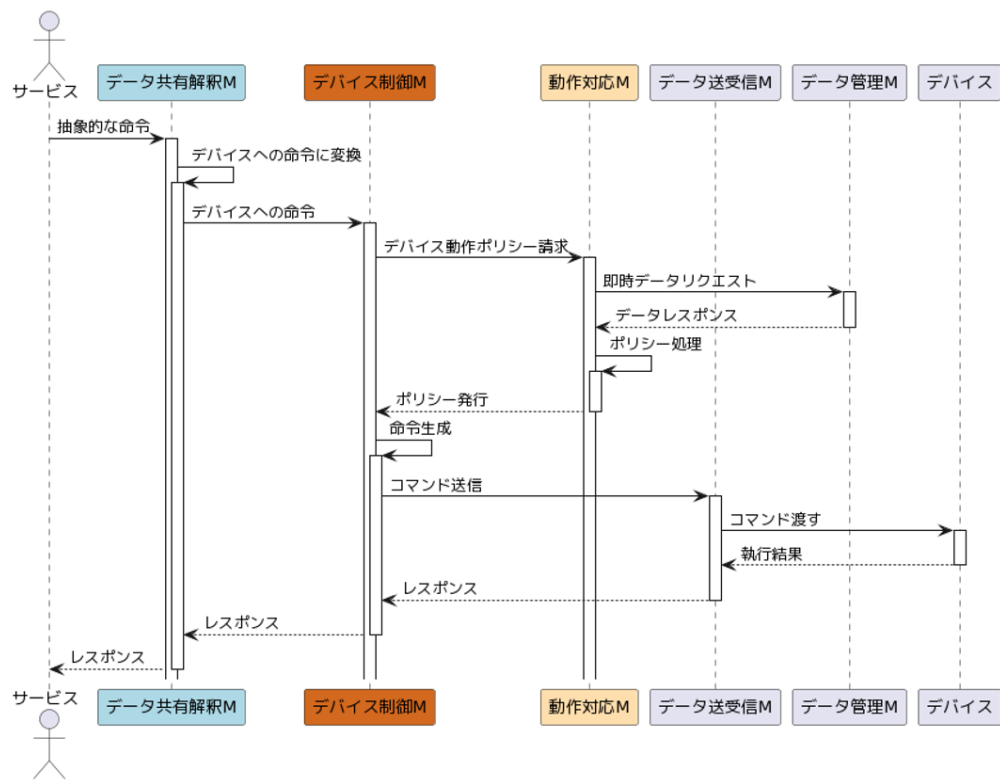 サービス
データ共有解釈M
デバイス制御M
動作対応M
データ送受信M
データ管理M
デバイス
抽象的な命令
デバイスへの命令に変換
デバイスへの命令
デバイス動作ポリシー請求
即時データリクエスト
データレスポンス
ポリシー処理
ポリシー発行
命令生成
コマンド送信
コマンド渡す
執行結果
レスポンス
レスポンス
レスポンス
サービス
データ共有解釈M
デバイス制御M
動作対応M
データ送受信M
データ管理M
デバイス